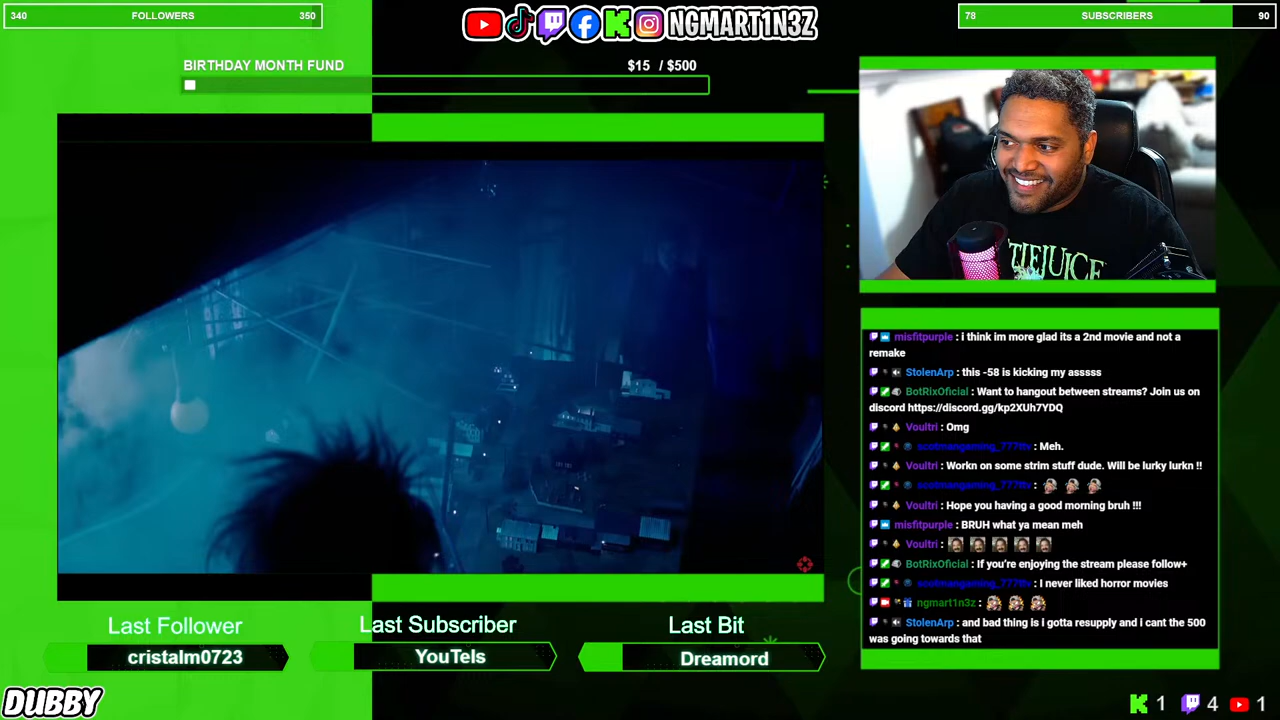 340 FOLLOWERS 350
NGMART1N3Z
78 SUBSCRIBERS 90
BIRTHDAY MONTH FUND $15 / $500
TLEJUICE
misfitpurple : i think im more glad its a 2nd movie and not a
remake
StolenArp : this -58 is kicking my asssss
BotRixOficial : Want to hangout between streams? Join us on
discord https://discord.gg/kp2XUh7YDQ
Voultri : Omg
scotmangaming_777ttv : Meh.
Voultri : Workn on some strim stuff dude. Will be lurky lurkn !!
scotmangaming_777ttv :
Voultri : Hope you having a good morning bruh !!!
misfitpurple : BRUH what ya mean meh
Voultri :
BotRixOficial : If you're enjoying the stream please follow+
scotmangaming_777ttv : I never liked horror movies
ngmart1n3z :
StolenArp : and bad thing is i gotta resupply and i cant the 500
was going towards that
Last Follower
cristalm0723
Last Subscriber
YouTels
Last Bit
Dreamord
DUBBY
1 4 1